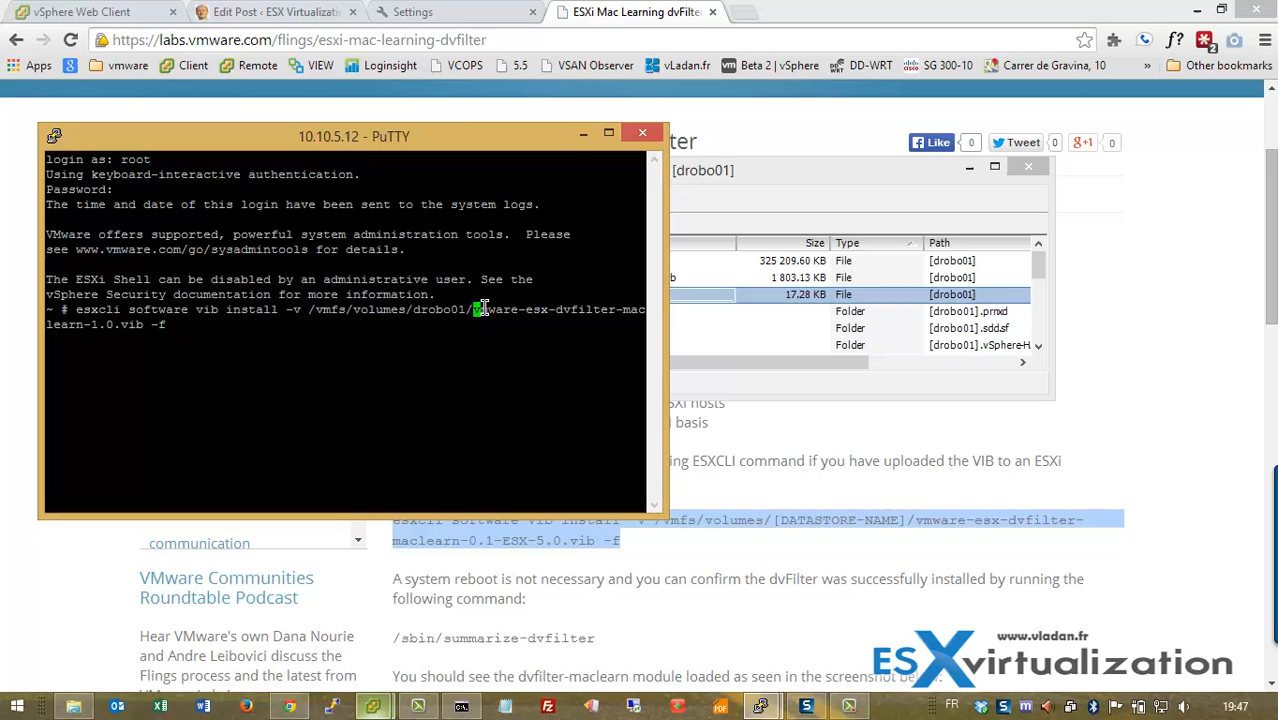 vSphere Web Client
Edit Post ‹ ESX Virtualizatio
Settings
ESXi Mac Learning dvFilte
https://labs.vmware.com/flings/esxi-mac-learning-dvfilter
Apps
vmware
Client
Remote
VIEW
Loginsight
VCOPS
5.5
VSAN Observer
vLadan.fr
Beta 2 | vSphere
DD-WRT
SG 300-10
Carrer de Gravina, 10
»
Other bookmarks
ter
Like
0
Tweet
0
g+1
0
10.10.5.12 - PuTTY
login as: root
Using keyboard-interactive authentication.
Password:
The time and date of this login have been sent to the system logs.
VMware offers supported, powerful system administration tools. Please
see www.vmware.com/go/sysadmintools for details.
The ESXi Shell can be disabled by an administrative user. See the
vSphere Security documentation for more information.
~ # esxcli software vib install -v /vmfs/volumes/drobo01/vmware-esx-dvfilter-mac
learn-1.0.vib -f
[drobo01]
Size
Type
Path
325 209.60 KB
File
[drobo01]
b
1 803.13 KB
File
[drobo01]
17.28 KB
File
[drobo01]
Folder
[drobo01] .prnxd
Folder
[drobo01].sdd.sf
Folder
[drobo01].vSphere-H
SXi hosts
l basis
ing ESXCLI command if you have uploaded the VIB to an ESXi
esxcli software vib install -v /vmfs/volumes/[DATASTORE-NAME]/vmware-esx-dvfilter-
maclearn-0.1-ESX-5.0.vib -f
A system reboot is not necessary and you can confirm the dvFilter was successfully installed by running the
following command:
/sbin/summarize-dvfilter
You should see the dvfilter-maclearn module loaded as seen in the screenshot below:
communication
VMware Communities
Roundtable Podcast
Hear VMware's own Dana Nourie
and Andre Leibovici discuss the
Flings process and the latest from
www.vladan.fr
ESXvirtualization
FR
19:47